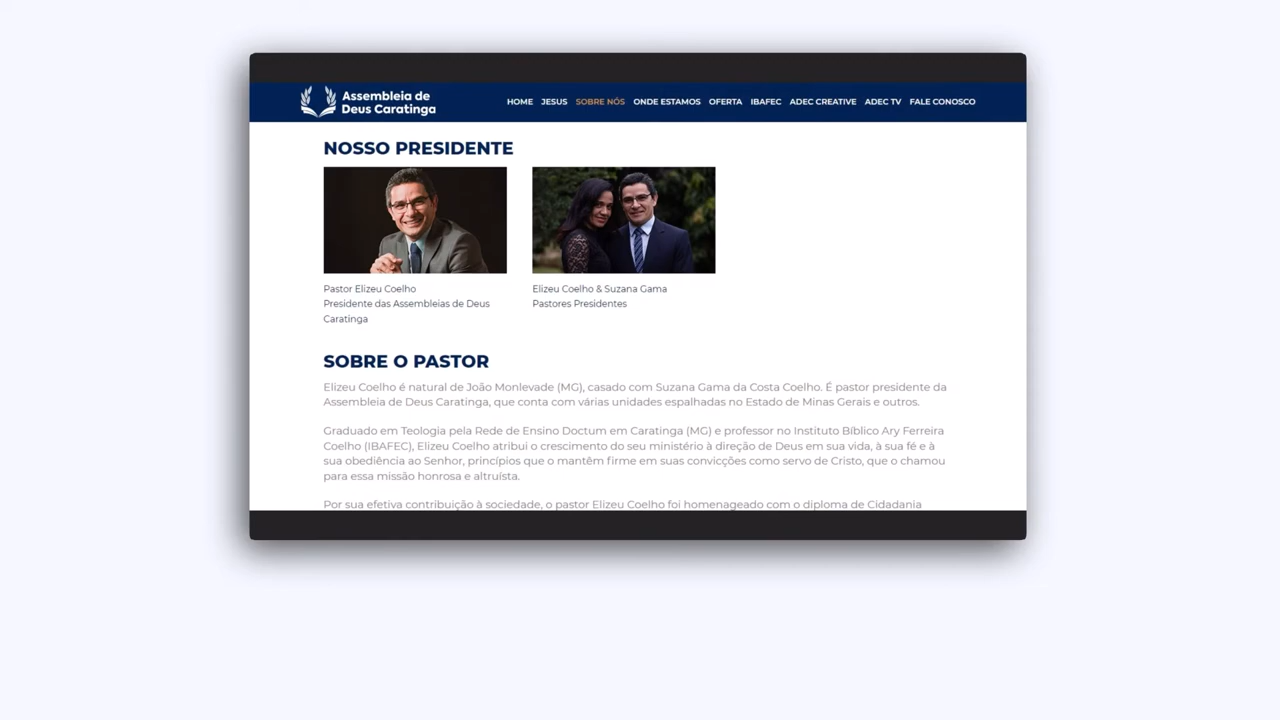 Assembleia de
Deus Caratinga
HOME JESUS SOBRE NÓS ONDE ESTAMOS OFERTA IBAFEC ADEC CREATIVE ADEC TV FALE CONOSCO
NOSSO PRESIDENTE
Pastor Elizeu Coelho
Presidente das Assembleias de Deus
Caratinga
Elizeu Coelho & Suzana Gama
Pastores Presidentes
SOBRE O PASTOR
Elizeu Coelho é natural de João Monlevade (MG), casado com Suzana Gama da Costa Coelho. É pastor presidente da
Assembleia de Deus Caratinga, que conta com várias unidades espalhadas no Estado de Minas Gerais e outros.
Graduado em Teologia pela Rede de Ensino Doctum em Caratinga (MG) e professor no Instituto Bíblico Ary Ferreira
Coelho (IBAFEC), Elizeu Coelho atribui o crescimento do seu ministério à direção de Deus em sua vida, à sua fé e à
sua obediência ao Senhor, princípios que o mantêm firme em suas convicções como servo de Cristo, que o chamou
para essa missão honrosa e altruísta.
Por sua efetiva contribuição à sociedade, o pastor Elizeu Coelho foi homenageado com o diploma de Cidadania